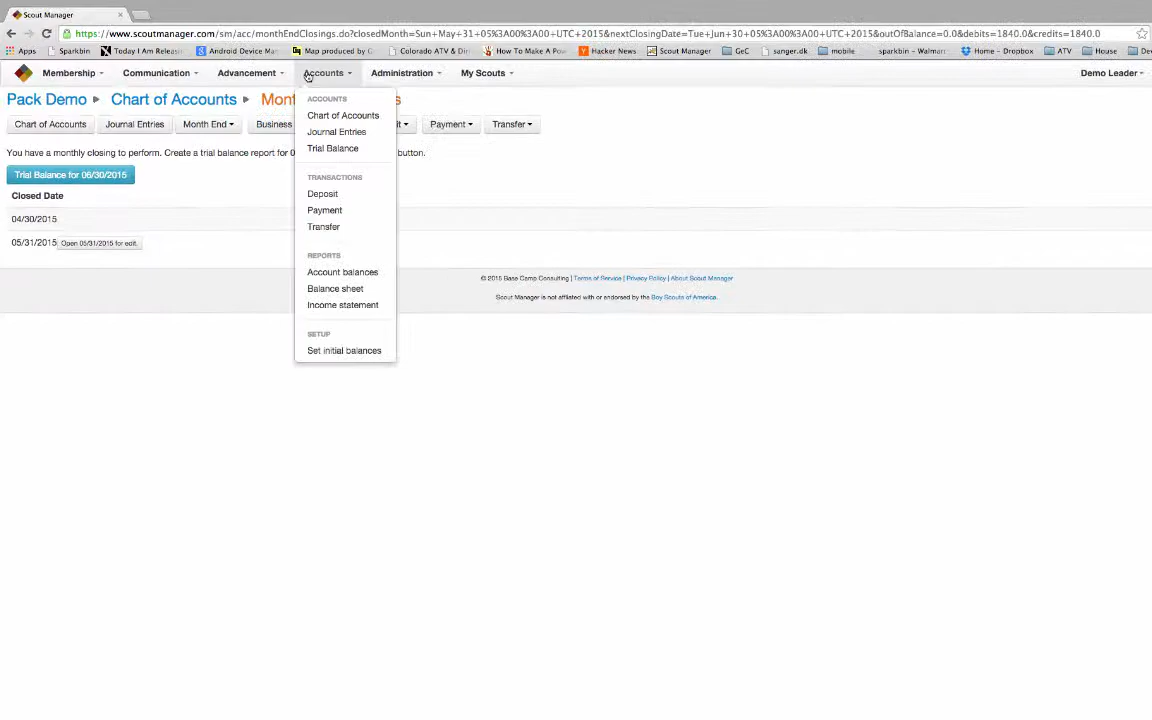 Scout Manager
https://www.scoutmanager.com/sm/acc/monthEndClosings.do?closedMonth=Sun+May+31+05%3A00%3A00+UTC+2015&nextClosingDate=Tue+Jun+30+05%3A00%3A00+UTC+2015&outOfBalance=0.0&debits=1840.0&credits=1840.0
Apps Sparkbin Today I Am Releas Android Device Man Map produced by G Colorado ATV & Dir How To Make A Pow Hacker News Scout Manager GeC sanger.dk mobile sparkbin - Walmar Home - Dropbox ATV House Dev
Membership Communication Advancement Accounts Administration My Scouts Demo Leader
Pack Demo Chart of Accounts Mont s
Chart of Accounts Journal Entries Month End Business it Payment Transfer
You have a monthly closing to perform. Create a trial balance report for 0 button.
Trial Balance for 06/30/2015
Closed Date
04/30/2015
05/31/2015 Open 05/31/2015 for edit.
ACCOUNTS
Chart of Accounts
Journal Entries
Trial Balance
TRANSACTIONS
Deposit
Payment
Transfer
REPORTS
Account balances
Balance sheet
Income statement
SETUP
Set initial balances
© 2015 Base Camp Consulting | Terms of Service | Privacy Policy | About Scout Manager
Scout Manager is not affiliated with or endorsed by the Boy Scouts of America.